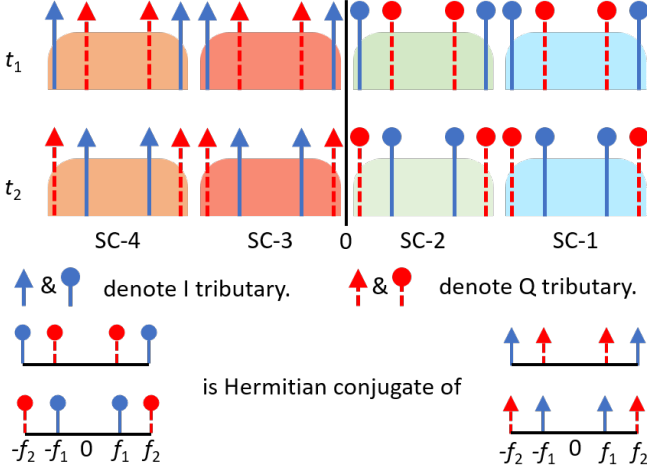 t₁
t₂
SC-4 SC-3 0 SC-2 SC-1
& denote I tributary. & denote Q tributary.
is Hermitian conjugate of
-f₂ -f₁ 0 f₁ f₂
-f₂ -f₁ 0 f₁ f₂